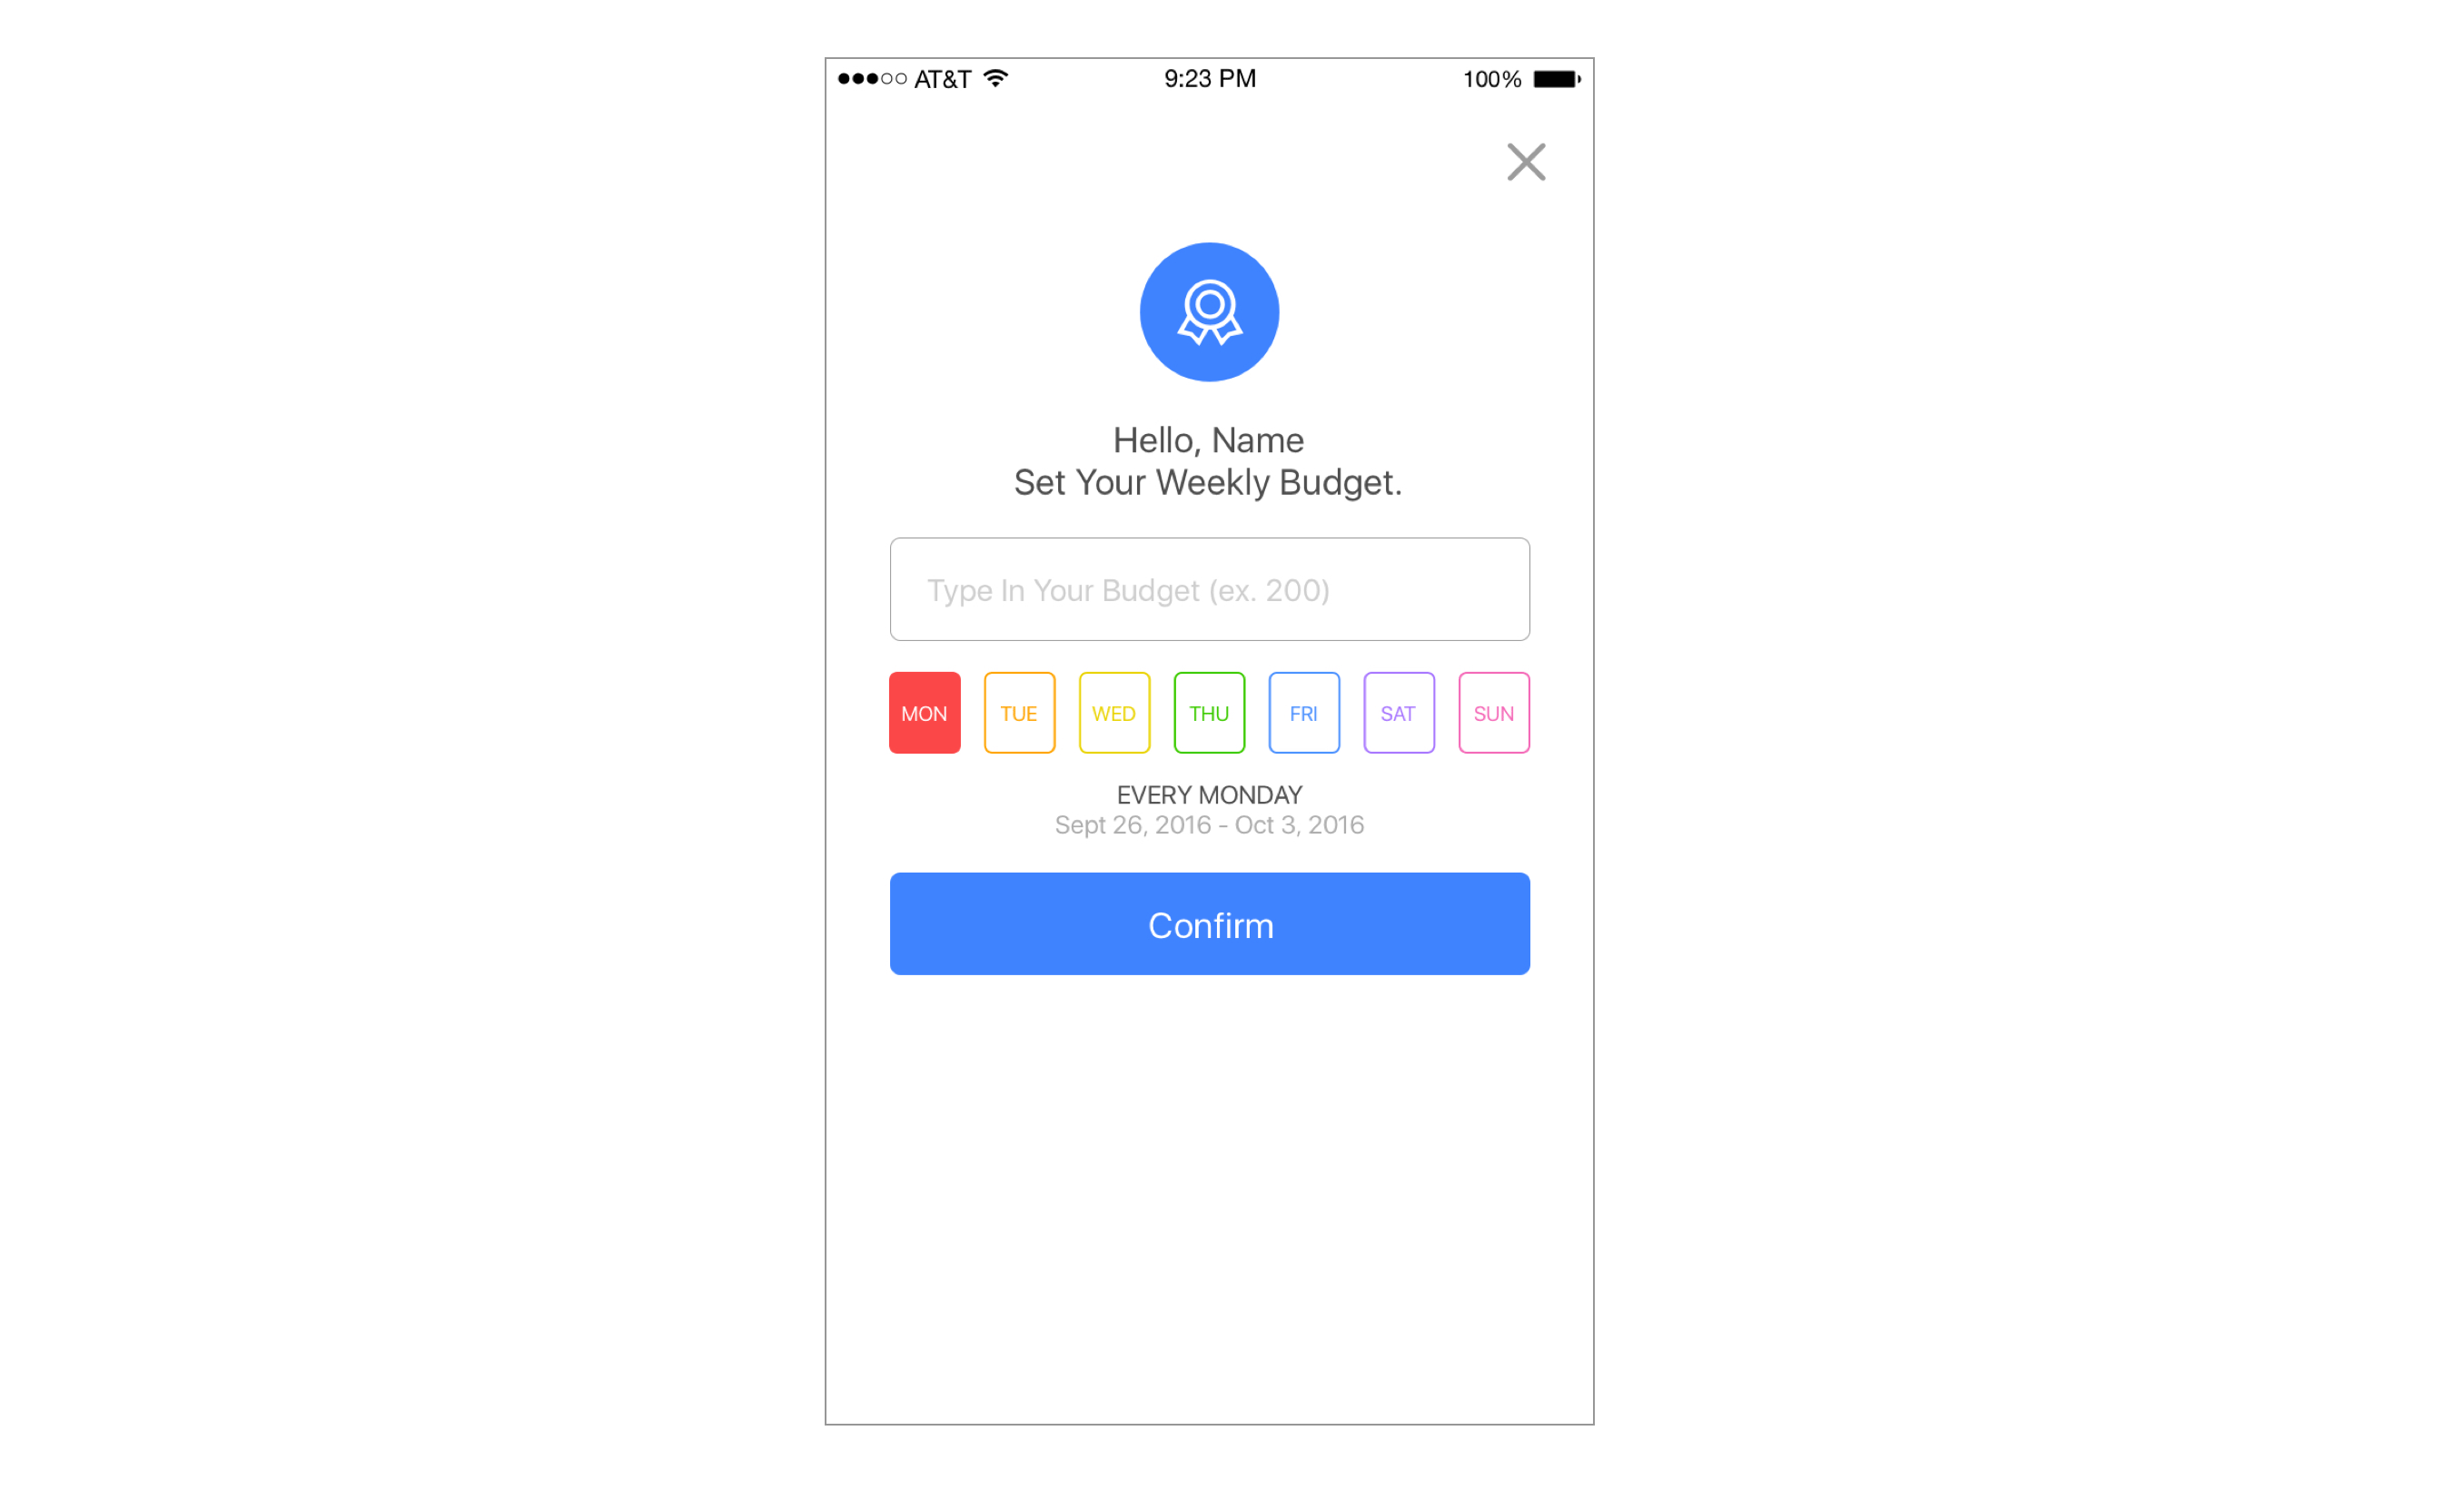 AT&T 9:23 PM 100%
Hello, Name
Set Your Weekly Budget.
Type In Your Budget (ex. 200)
MON TUE WED THU FRI SAT SUN
EVERY MONDAY
Sept 26, 2016 - Oct 3, 2016
Confirm